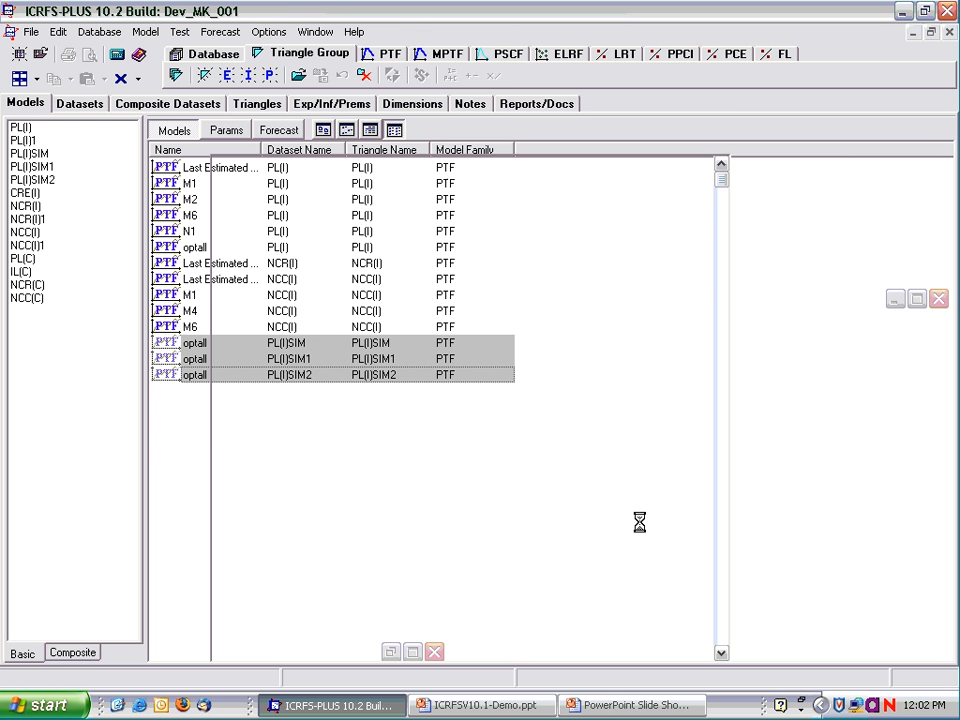 ICRFS-PLUS 10.2 Build: Dev_MK_001
File Edit Database Model Test Forecast Options Window Help
Database Triangle Group PTF MPTF PSCF ELRF LRT PPCI PCE FL
Models Datasets Composite Datasets Triangles Exp/Inf/Prems Dimensions Notes Reports/Docs
PL(I)
PL(I)1
PL(I)SIM
PL(I)SIM1
PL(I)SIM2
CRE(I)
NCR(I)
NCR(I)1
NCC(I)
NCC(I)1
PL(C)
IL(C)
NCR(C)
NCC(C)
Basic Composite
Models Params Forecast
Name Dataset Name Triangle Name Model Family
PTF Last Estimated ... PL(I) PL(I) PTF
PTF M1 PL(I) PL(I) PTF
PTF M2 PL(I) PL(I) PTF
PTF M6 PL(I) PL(I) PTF
PTF N1 PL(I) PL(I) PTF
PTF optall PL(I) PL(I) PTF
PTF Last Estimated ... NCR(I) NCR(I) PTF
PTF Last Estimated ... NCC(I) NCC(I) PTF
PTF M1 NCC(I) NCC(I) PTF
PTF M4 NCC(I) NCC(I) PTF
PTF M6 NCC(I) NCC(I) PTF
PTF optall PL(I)SIM PL(I)SIM PTF
PTF optall PL(I)SIM1 PL(I)SIM1 PTF
PTF optall PL(I)SIM2 PL(I)SIM2 PTF
start ICRFS-PLUS 10.2 Buil... ICRFSV10.1-Demo.ppt PowerPoint Slide Sho... 12:02 PM